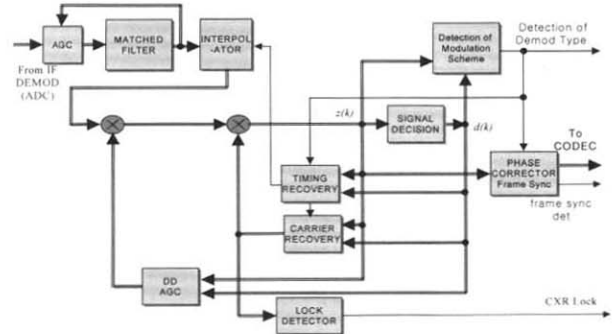 AGC
MATCHED
FILTER
INTERPOL
-ATOR
Detection of
Modulation
Scheme
Detection of
Demod Type
From IF
DEMOD
(ADC)
z(k)
SIGNAL
DECISION
d(k)
To
CODEC
TIMING
RECOVERY
PHASE
CORRECTOR
Frame Sync
frame sync
det
CARRIER
RECOVERY
DD
AGC
LOCK
DETECTOR
CXR Lock